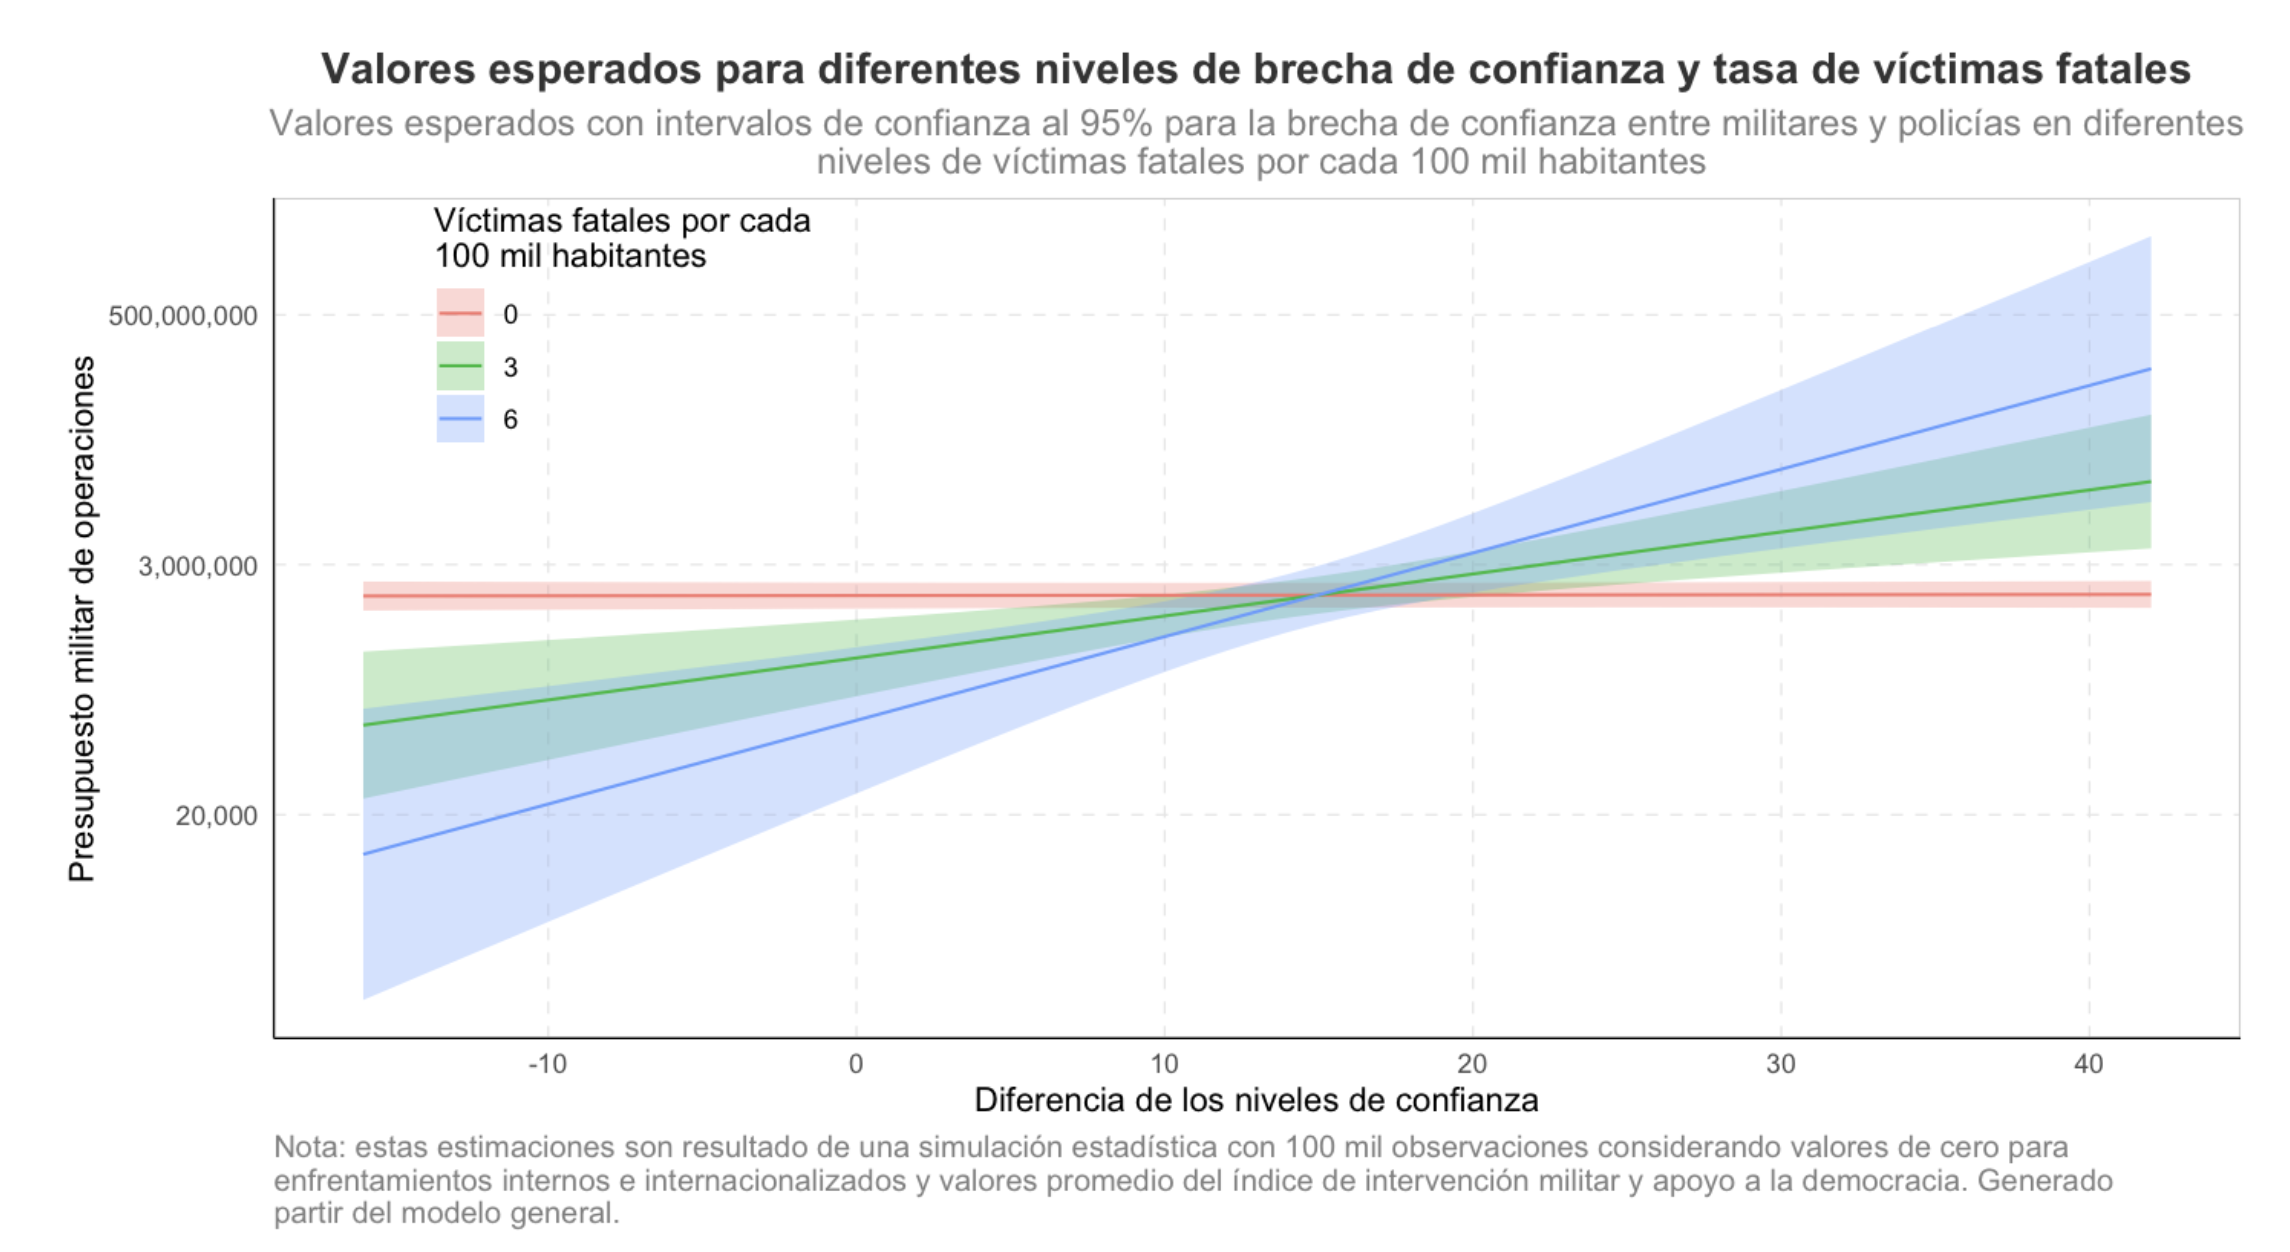 Valores esperados para diferentes niveles de brecha de confianza y tasa de víctimas fatales
Valores esperados con intervalos de confianza al 95% para la brecha de confianza entre militares y policías en diferentes
niveles de víctimas fatales por cada 100 mil habitantes
Víctimas fatales por cada
100 mil habitantes
0
3
6
Presupuesto militar de operaciones
500,000,000
3,000,000
20,000
-10 0 10 20 30 40
Diferencia de los niveles de confianza
Nota: estas estimaciones son resultado de una simulación estadística con 100 mil observaciones considerando valores de cero para
enfrentamientos internos e internacionalizados y valores promedio del índice de intervención militar y apoyo a la democracia. Generado
partir del modelo general.